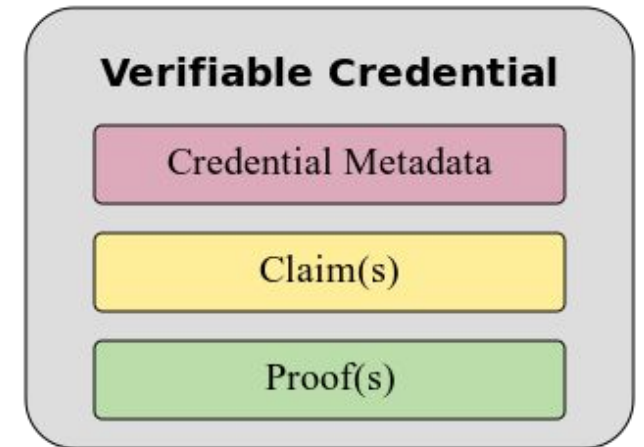 Verifiable Credential
Credential Metadata
Claim(s)
Proof(s)